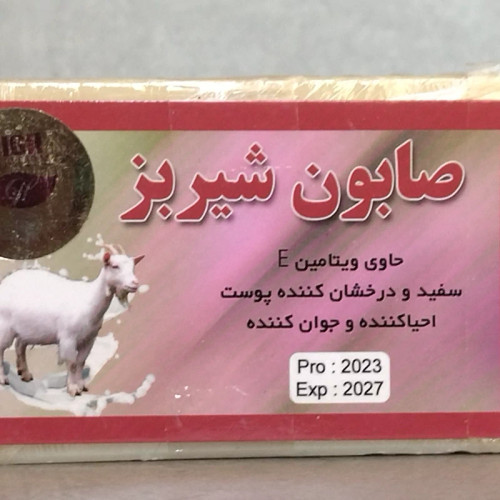 صابون شیربز
حاوی ویتامین E
سفید و درخشان کننده پوست
احیاکننده و جوان کننده
Pro : 2023
Exp : 2027